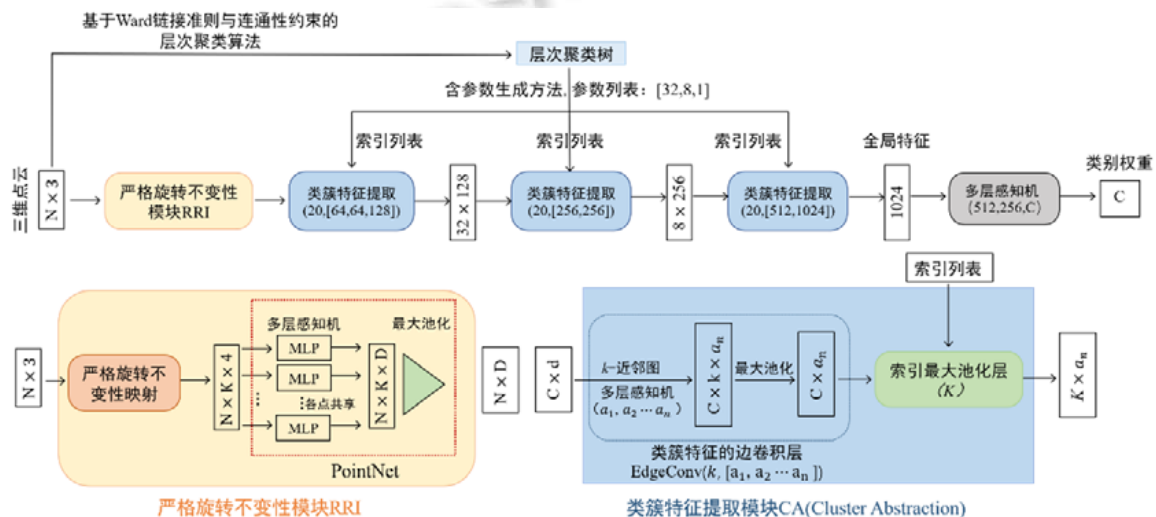 基于Ward链接准则与连通性约束的
层次聚类算法
层次聚类树
含参数生成方法, 参数列表：[32,8,1]
索引列表
索引列表
索引列表
全局特征
类别权重
三维点云
N×3
严格旋转不变性
模块RRI
类簇特征提取
(20,[64,64,128])
32×128
类簇特征提取
(20,[256,256])
8×256
类簇特征提取
(20,[512,1024])
1024
多层感知机
(512,256,C)
C
索引列表
N×3
严格旋转不
变性映射
N×K×4
多层感知机
MLP
MLP
⋮各点共享
MLP
⋮
N×K×D
最大池化
PointNet
N×D
严格旋转不变性模块RRI
C×d
k-近邻图
多层感知机
(a₁, a₂ ⋯ aₙ)
C×k×aₙ
最大池化
C×aₙ
类簇特征的边卷积层
EdgeConv(k, [a₁, a₂ ⋯ aₙ])
索引最大池化层
(K)
K×aₙ
类簇特征提取模块CA(Cluster Abstraction)